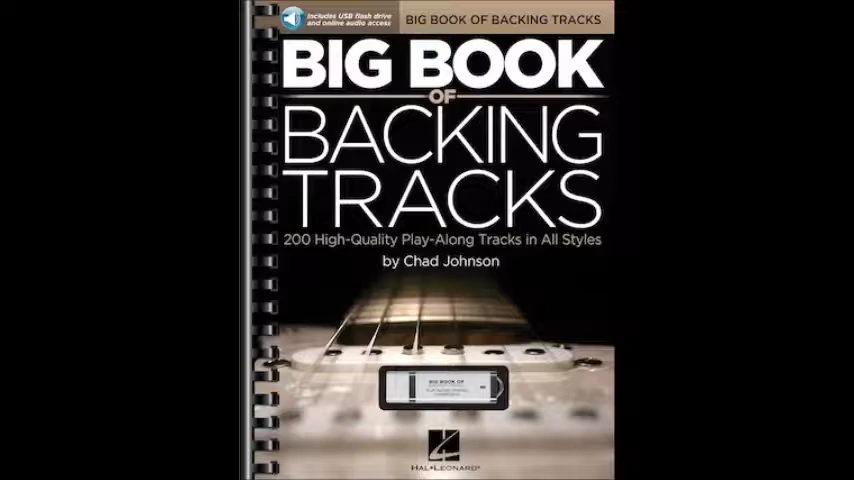 includes USB flash drive
and online audio access
BIG BOOK OF BACKING TRACKS
BIG BOOK
OF
BACKING
TRACKS
200 High-Quality Play-Along Tracks in All Styles
by Chad Johnson
BIG BOOK OF
HAL•LEONARD®